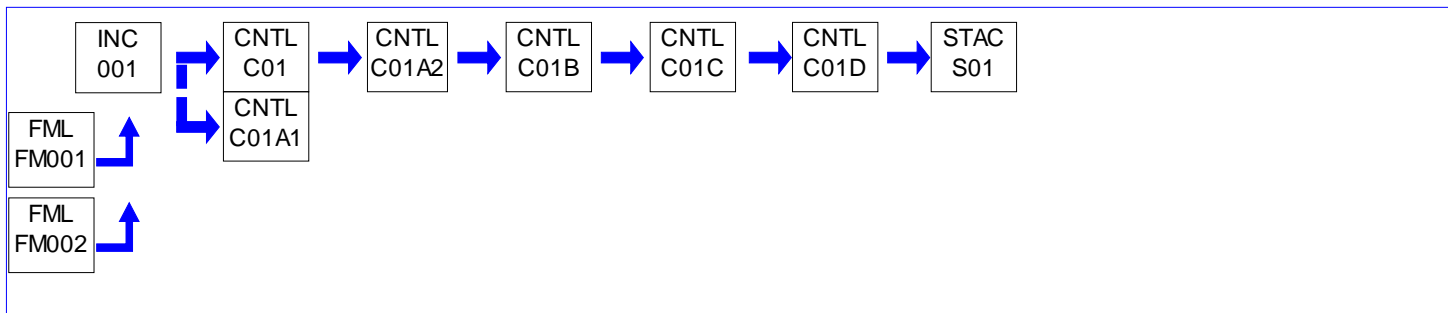 INC
001
CNTL
C01
CNTL
C01A2
CNTL
C01B
CNTL
C01C
CNTL
C01D
STAC
S01
CNTL
C01A1
FML
FM001
FML
FM002